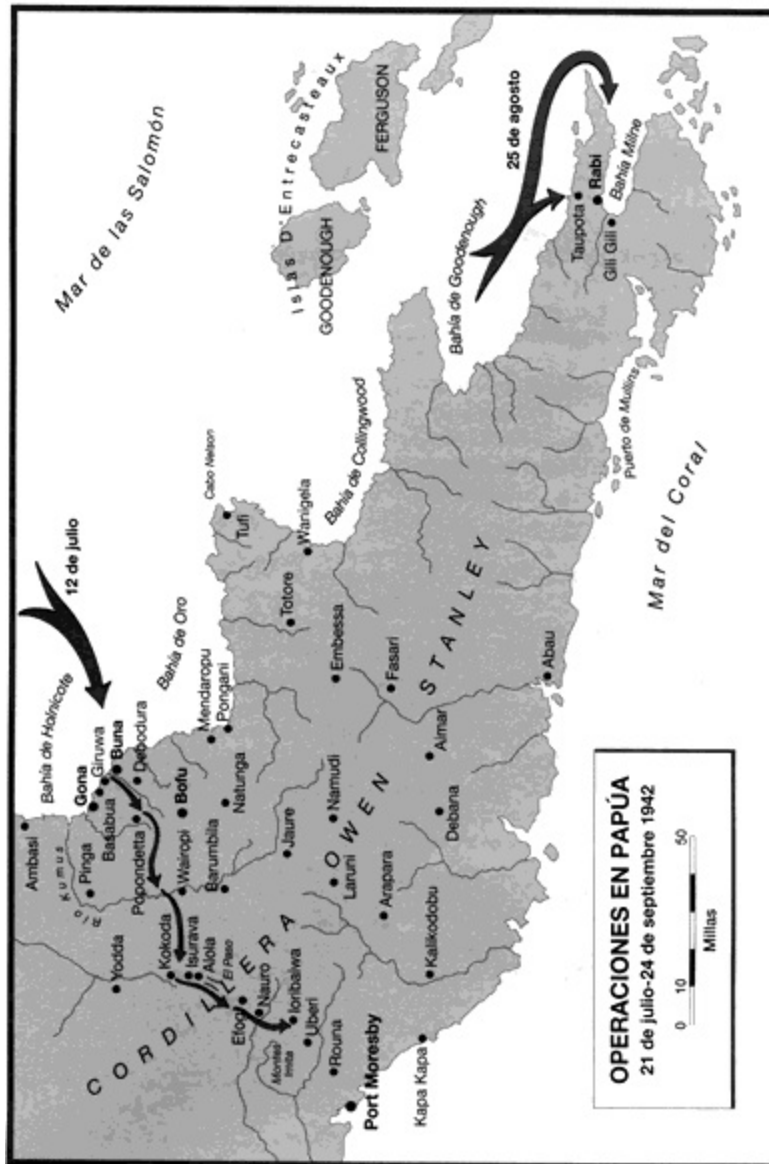 Mar de las Salomón
Islas D'Entrecasteaux
FERGUSON
GOODENOUGH
25 de agosto
Bahía de Goodenough
Taupota
Rabi
Gili Gili
Bahía Milne
Puerto de Mullins
Mar del Coral
12 de julio
Cabo Nelson
Tufi
Wanigela
Bahía de Collingwood
Totore
Embessa
Fasari
Abau
Bahía de Holnicote
Bahía de Oro
Ambasi
Gona
Giruwa
Buna
Basabua
Dobodura
Mendaropu
Pongani
Río Kumus
Pinga
Popondetta
Bofu
Natunga
Wairopi
Barumbila
Jaure
Namudi
Laruni
Arapara
Aimar
Debana
Yodda
Kokoda
Isurava
Alola
El Paso
Efogi
Nauro
Ioribaiwa
Uberi
Montes Imita
Rouna
Port Moresby
Kapa Kapa
Kalikodobu
CORDILLERA
OWEN
STANLEY
OPERACIONES EN PAPÚA
21 de julio-24 de septiembre 1942
0 10 50
Millas